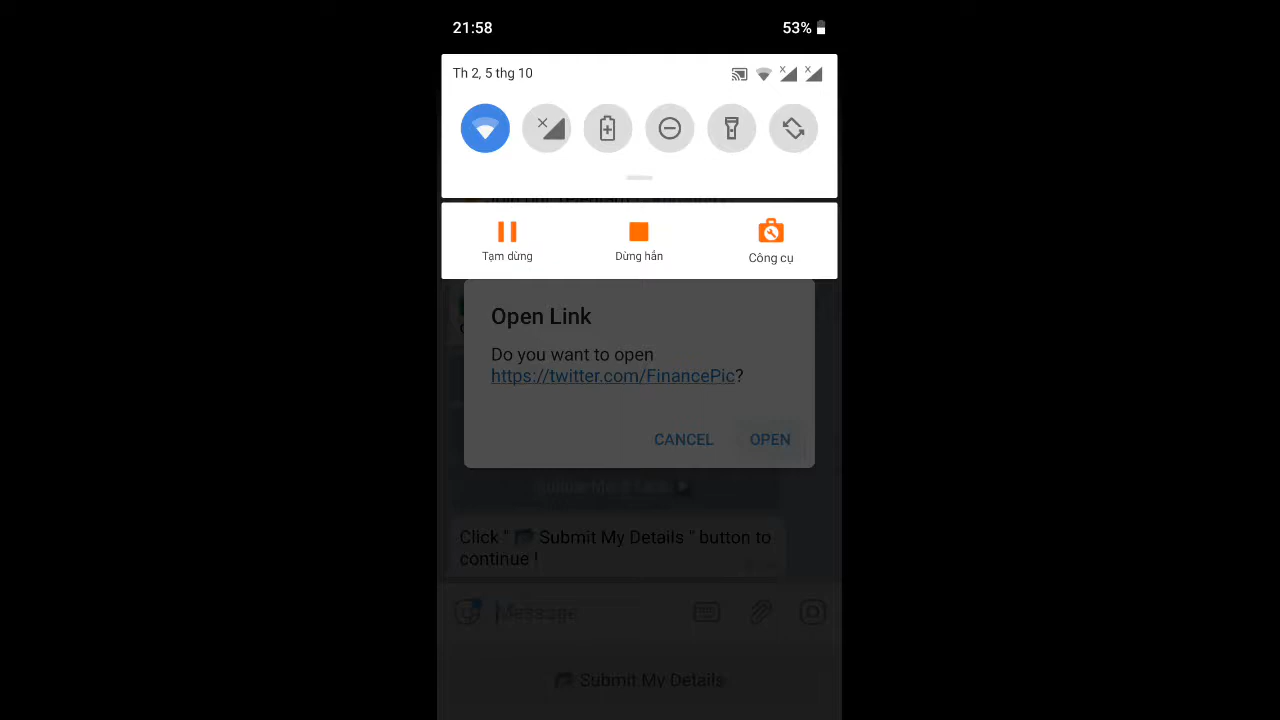 21:58
53%
Th 2, 5 thg 10
Tạm dừng
Dừng hẳn
Công cụ
Open Link
Do you want to open
https://twitter.com/FinancePic?
CANCEL
OPEN
Click " Submit My Details " button to
continue !
Message
Submit My Details